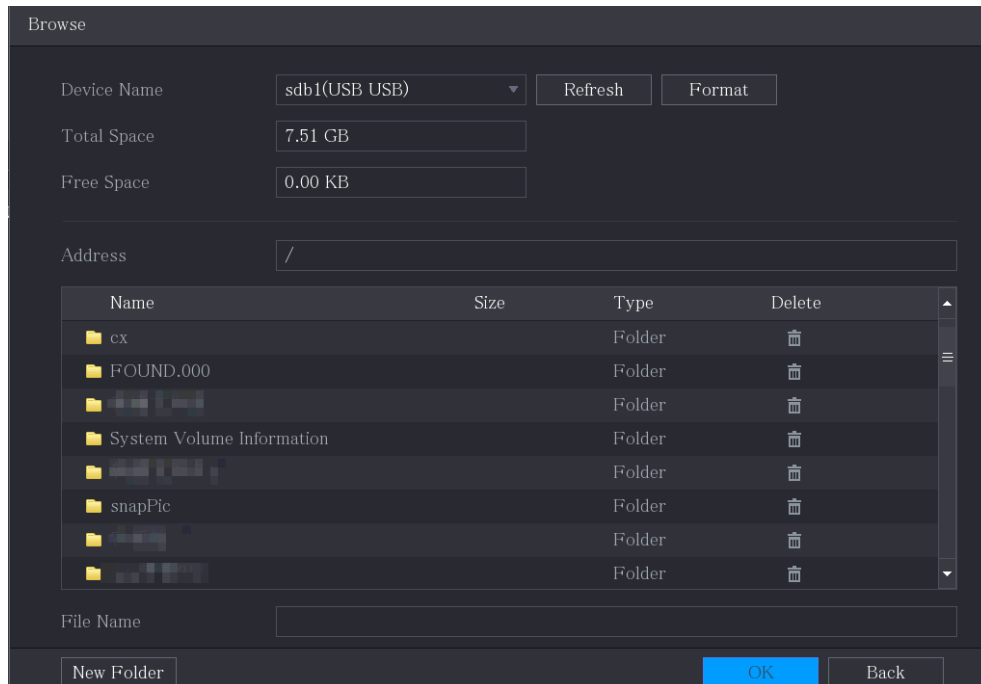 Browse
Device Name sdb1(USB USB) Refresh Format
Total Space 7.51 GB
Free Space 0.00 KB
Address /
Name Size Type Delete
cx Folder
FOUND.000 Folder
Folder
System Volume Information Folder
Folder
snapPic Folder
Folder
Folder
File Name
New Folder OK Back